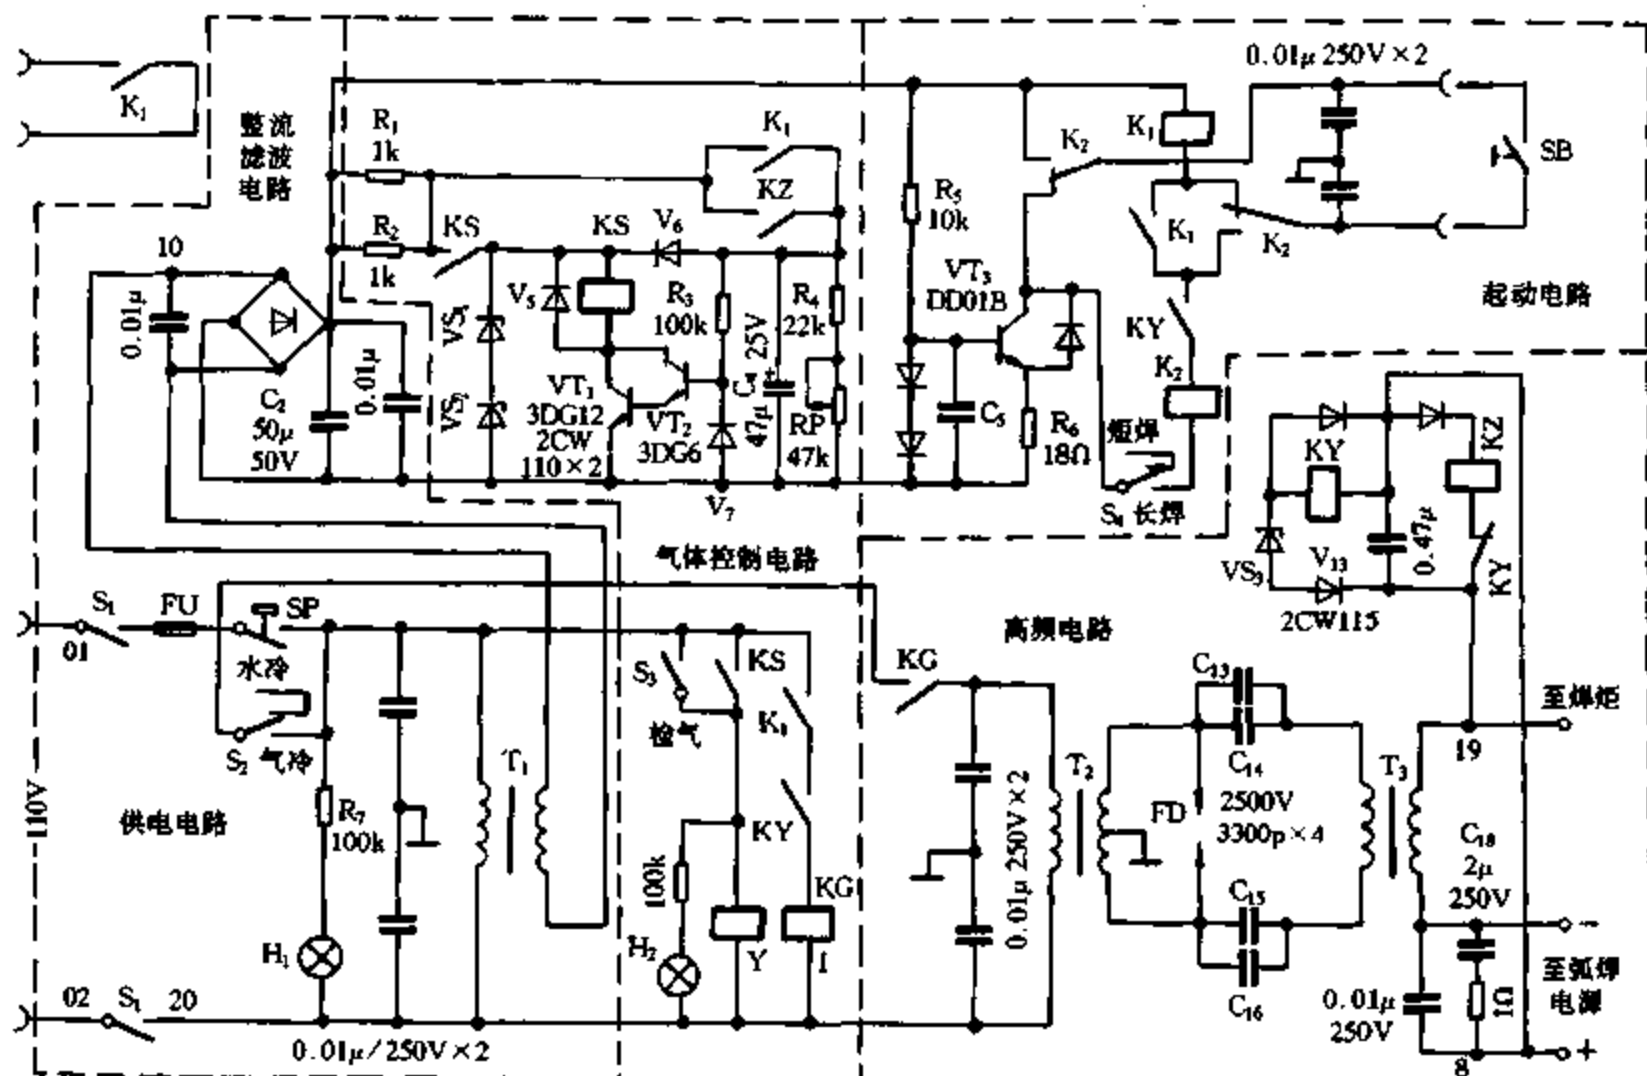 0.01μ 250V×2
K₁
整流
滤波
电路
R₁
1k
K₁
K₂
K₁
SB
KZ
R₅
10k
R₂
1k
KS
KS
V₆
K₁
K₂
起动电路
10
0.01μ
V₅
R₃
100k
R₄
22k
VT₃
DD01B
KY
C₂
50μ
50V
0.01μ
VS₂
VT₁
3DG12
2CW
110×2
VT₂
3DG6
47μ
25V
RP
47k
C₅
R₆
18Ω
短焊
K₂
S₄ 长焊
KY
KZ
V₇
气体控制电路
VS₃
V₁₃
0.47μ
KY
2CW115
S₁
FU
SP
01
水冷
高频电路
S₃
KS
KG
C₁₃
至焊炬
S₂ 气冷
检气
K₁
C₁₄
19
110V
供电电路
R₇
100k
T₁
KY
0.01μ 250V×2
T₂
FD
2500V
3300p×4
T₃
C₁₈
2μ
250V
100k
KG
C₁₅
−
H₁
H₂
Y
I
C₁₆
至弧焊
电源
0.01μ
250V
1Ω
02
S₁
20
0.01μ/250V×2
8
+